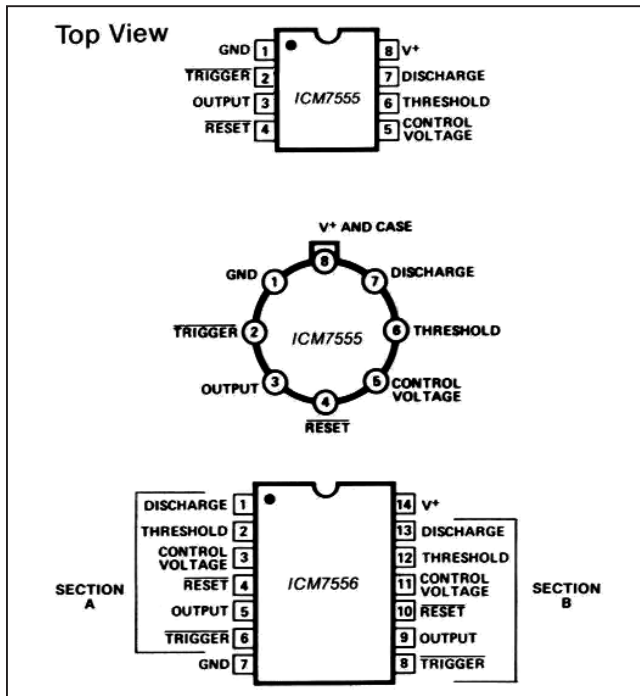 Top View
GND 1
TRIGGER 2
OUTPUT 3
RESET 4
ICM7555
8 V+
7 DISCHARGE
6 THRESHOLD
5 CONTROL
VOLTAGE
V+ AND CASE
8
GND 1
7 DISCHARGE
TRIGGER 2
ICM7555
6 THRESHOLD
OUTPUT 3
5 CONTROL
VOLTAGE
4
RESET
SECTION
A
DISCHARGE 1
THRESHOLD 2
CONTROL
VOLTAGE 3
RESET 4
OUTPUT 5
TRIGGER 6
GND 7
ICM7556
14 V+
13 DISCHARGE
12 THRESHOLD
11 CONTROL
VOLTAGE
10 RESET
9 OUTPUT
8 TRIGGER
SECTION
B